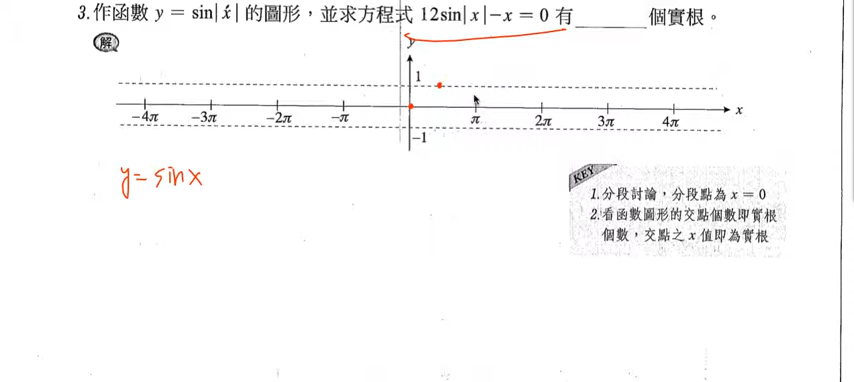 3.作函數 y = sin|x| 的圖形，並求方程式 12sin|x|－x = 0 有______個實根。
解
y
1
x
－4π －3π －2π －π π 2π 3π 4π
－1
y = sin x
KEY
1.分段討論，分段點為 x = 0
2.看函數圖形的交點個數即實根
個數，交點之 x 值即為實根